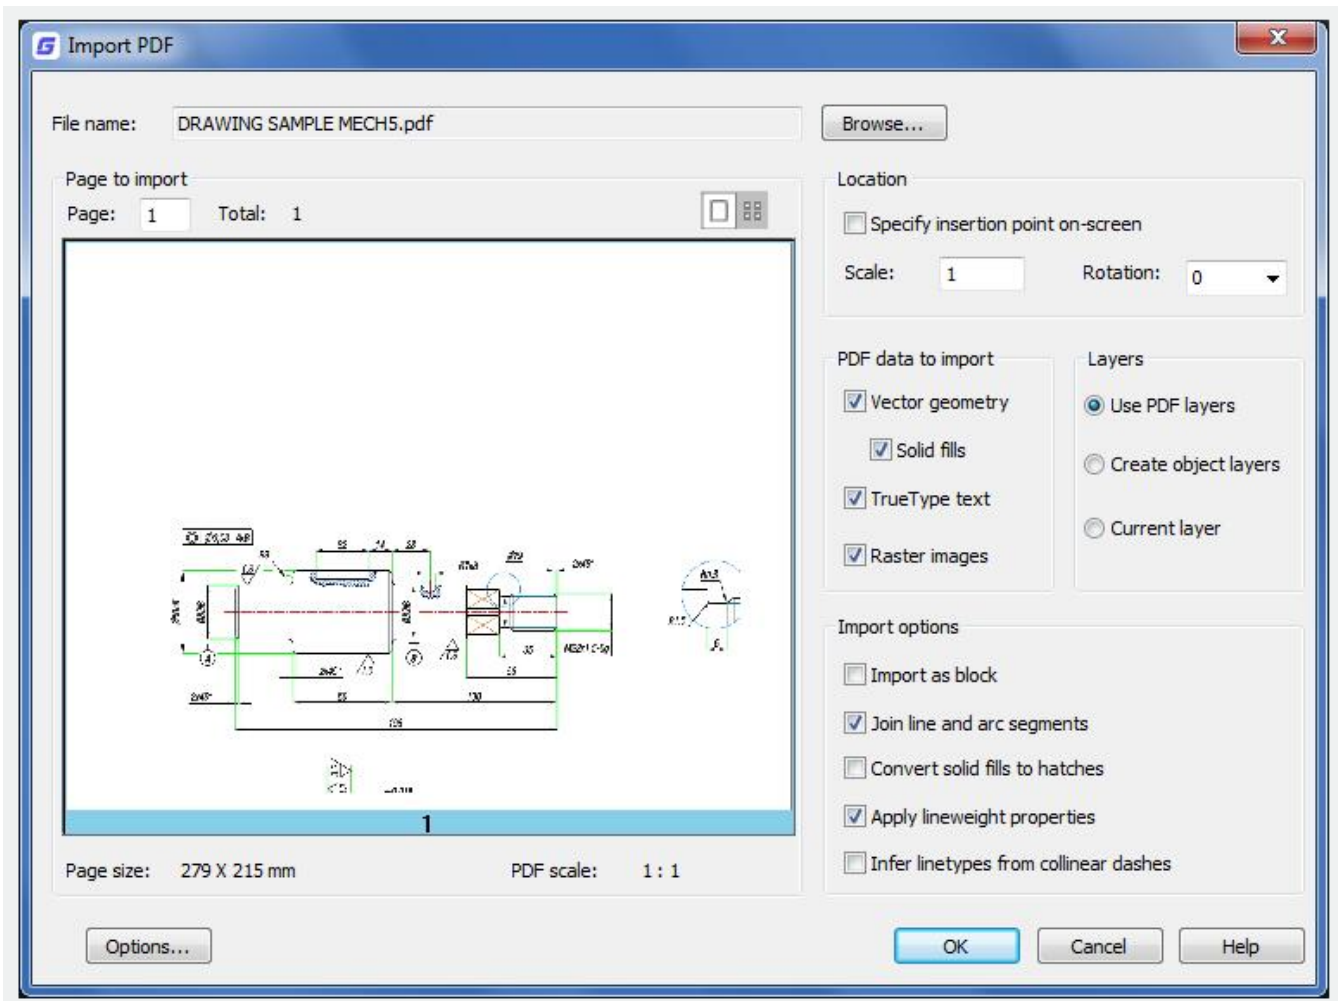 Import PDF
File name: DRAWING SAMPLE MECH5.pdf Browse...
Page to import
Page: 1 Total: 1
Location
Specify insertion point on-screen
Scale: 1 Rotation: 0
PDF data to import
Vector geometry
Solid fills
TrueType text
Raster images
Layers
Use PDF layers
Create object layers
Current layer
Import options
Import as block
Join line and arc segments
Convert solid fills to hatches
Apply lineweight properties
Infer linetypes from collinear dashes
1
Page size: 279 X 215 mm PDF scale: 1 : 1
Options... OK Cancel Help